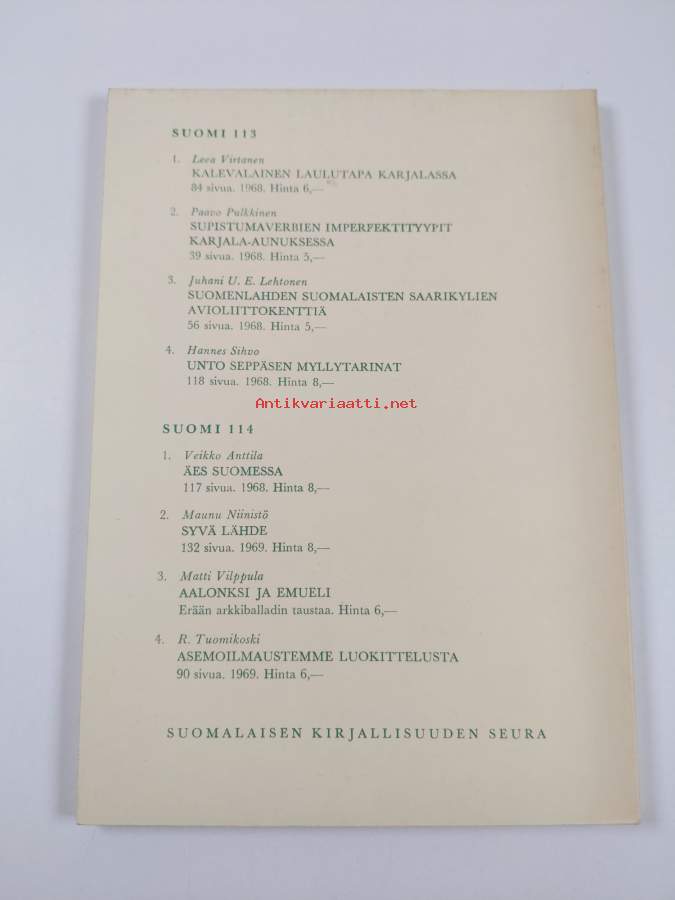 SUOMI 113
1. Leea Virtanen
KALEVALAINEN LAULUTAPA KARJALASSA
84 sivua. 1968. Hinta 6,—
2. Paavo Pulkkinen
SUPISTUMAVERBIEN IMPERFEKTITYYPIT
KARJALA-AUNUKSESSA
39 sivua. 1968. Hinta 5,—
3. Juhani U. E. Lehtonen
SUOMENLAHDEN SUOMALAISTEN SAARIKYLIEN
AVIOLIITTOKENTTIÄ
56 sivua. 1968. Hinta 5,—
4. Hannes Sihvo
UNTO SEPPÄSEN MYLLYTARINAT
118 sivua. 1968. Hinta 8,—
Antikvariaatti.net
SUOMI 114
1. Veikko Anttila
ÄES SUOMESSA
117 sivua. 1968. Hinta 8,—
2. Maunu Niinistö
SYVÄ LÄHDE
132 sivua. 1969. Hinta 8,—
3. Matti Vilppula
AALONKSI JA EMUELI
Erään arkkiballadin taustaa. Hinta 6,—
4. R. Tuomikoski
ASEMOILMAUSTEMME LUOKITTELUSTA
90 sivua. 1969. Hinta 6,—
SUOMALAISEN KIRJALLISUUDEN SEURA